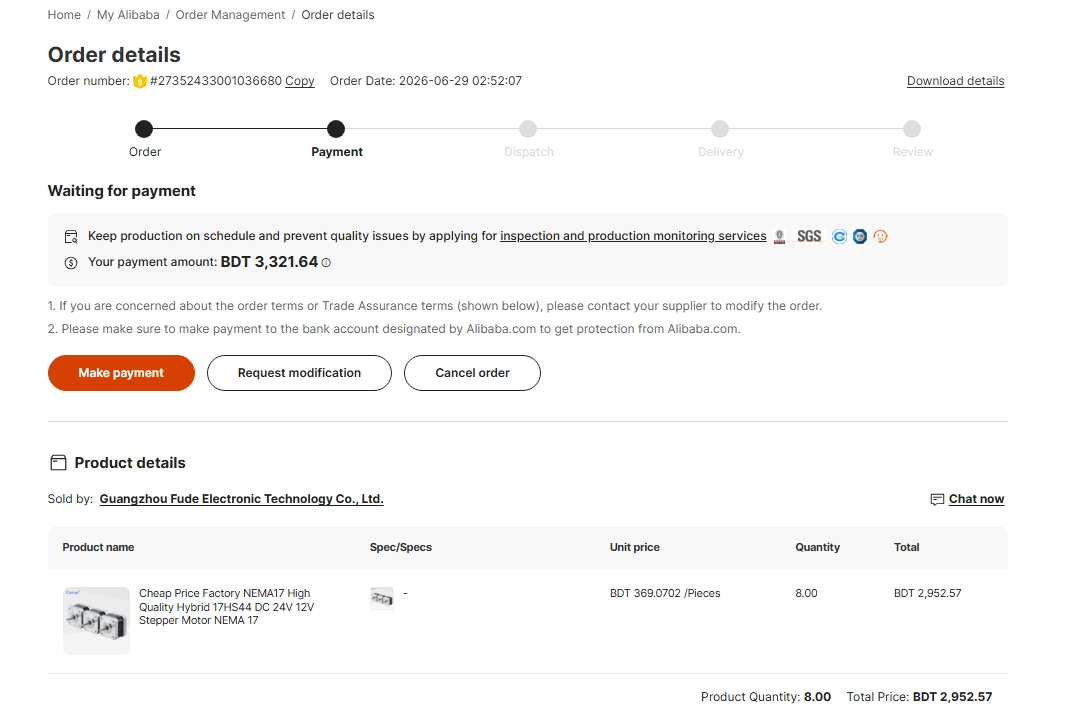 Home / My Alibaba / Order Management / Order details
Order details
Order number: #27352433001036680 Copy Order Date: 2026-06-29 02:52:07 Download details
Order Payment Dispatch Delivery Review
Waiting for payment
Keep production on schedule and prevent quality issues by applying for inspection and production monitoring services SGS
Your payment amount: BDT 3,321.64
1. If you are concerned about the order terms or Trade Assurance terms (shown below), please contact your supplier to modify the order.
2. Please make sure to make payment to the bank account designated by Alibaba.com to get protection from Alibaba.com.
Make payment Request modification Cancel order
Product details
Sold by: Guangzhou Fude Electronic Technology Co., Ltd. Chat now
Product name Spec/Specs Unit price Quantity Total
Cheap Price Factory NEMA17 High - BDT 369.0702 /Pieces 8.00 BDT 2,952.57
Quality Hybrid 17HS44 DC 24V 12V
Stepper Motor NEMA 17
Product Quantity: 8.00 Total Price: BDT 2,952.57